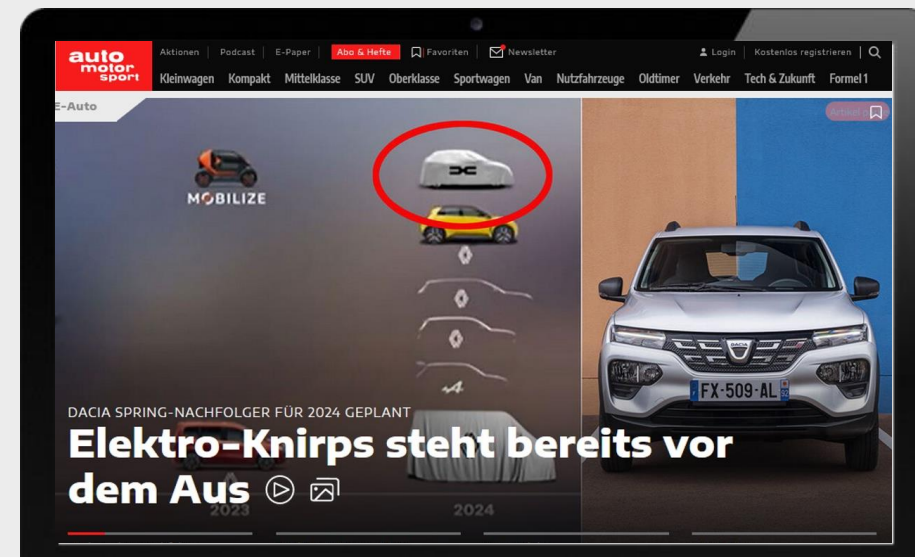 auto
motor
sport
Aktionen
Podcast
E-Paper
Abo & Hefte
Favoriten
Newsletter
Login
Kostenlos registrieren
Kleinwagen
Kompakt
Mittelklasse
SUV
Oberklasse
Sportwagen
Van
Nutzfahrzeuge
Oldtimer
Verkehr
Tech & Zukunft
Formel 1
E-Auto
MOBILIZE
DACIA
FX-509-AL
DACIA SPRING-NACHFOLGER FÜR 2024 GEPLANT
Elektro-Knirps steht bereits vor
dem Aus
2023
2024